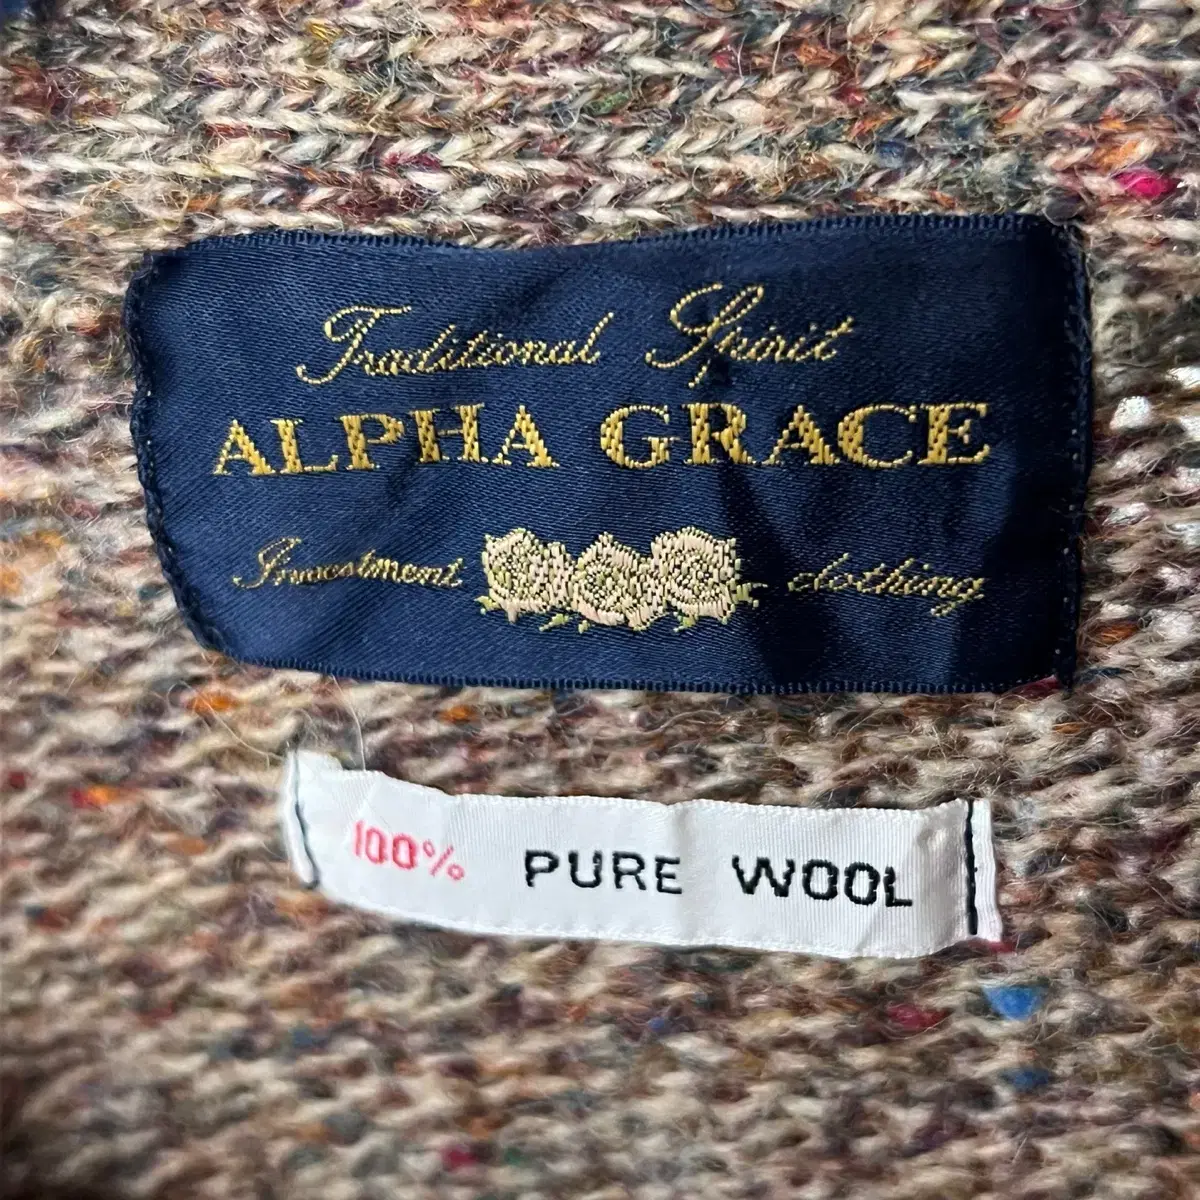 Traditional Spirit
ALPHA GRACE
Investment clothing
100% PURE WOOL